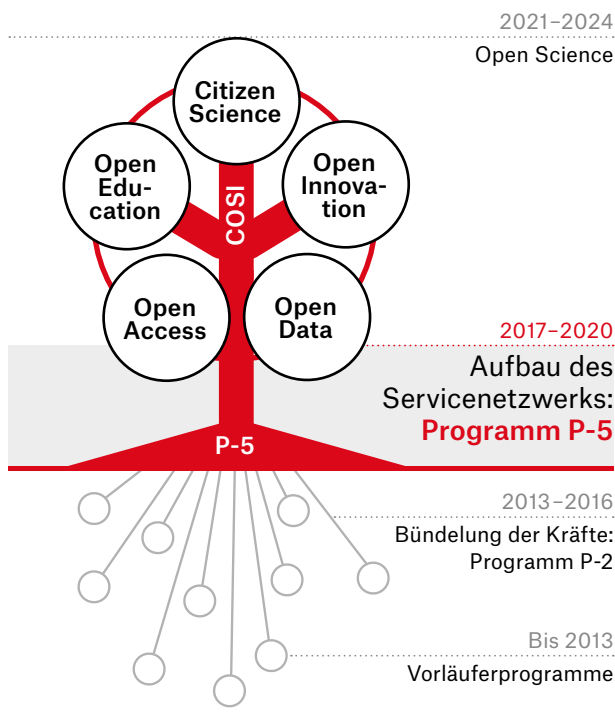 2021–2024
Open Science
Citizen
Science
Open
Edu-
cation
Open
Innova-
tion
COSI
Open
Access
Open
Data
2017–2020
Aufbau des
Servicenetzwerks:
Programm P-5
P-5
2013–2016
Bündelung der Kräfte:
Programm P-2
Bis 2013
Vorläuferprogramme